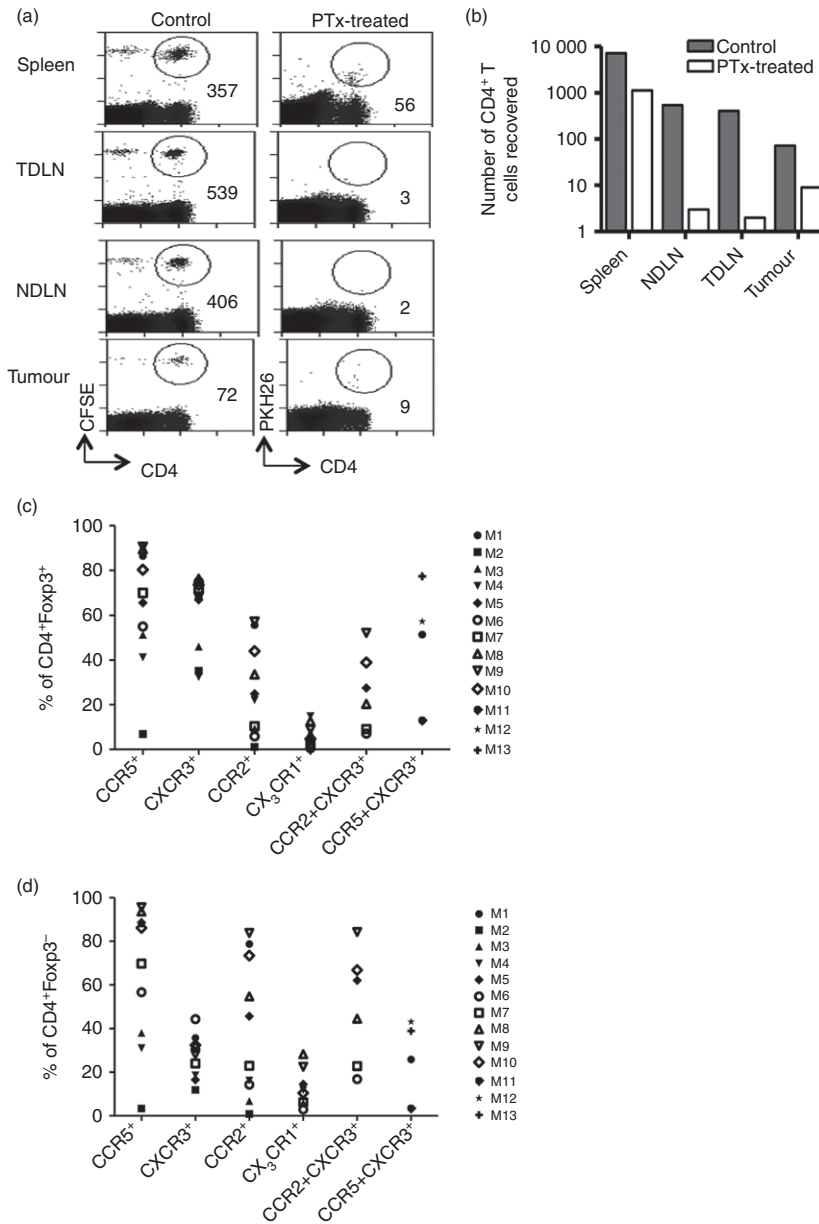 (a)
Control
PTx-treated
Spleen
357
56
TDLN
539
3
NDLN
406
2
Tumour
72
9
CFSE
CD4
PKH26
CD4
(b)
Control
PTx-treated
Number of CD4⁺ T
cells recovered
10 000
1000
100
10
1
Spleen
NDLN
TDLN
Tumour
(c)
% of CD4⁺Foxp3⁺
100
80
60
40
20
0
CCR5⁺
CXCR3⁺
CCR2⁺
CX₃CR1⁺
CCR2+CXCR3⁺
CCR5+CXCR3⁺
M1
M2
M3
M4
M5
M6
M7
M8
M9
M10
M11
M12
M13
(d)
% of CD4⁺Foxp3⁻
100
80
60
40
20
0
CCR5⁺
CXCR3⁺
CCR2⁺
CX₃CR1⁺
CCR2+CXCR3⁺
CCR5+CXCR3⁺
M1
M2
M3
M4
M5
M6
M7
M8
M9
M10
M11
M12
M13